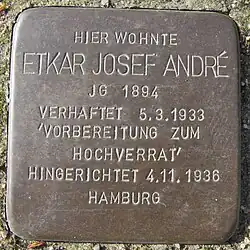 HIER WOHNTE
ETKAR JOSEF ANDRÉ
JG 1894
VERHAFTET 5.3.1933
'VORBEREITUNG ZUM
HOCHVERRAT'
HINGERICHTET 4.11.1936
HAMBURG